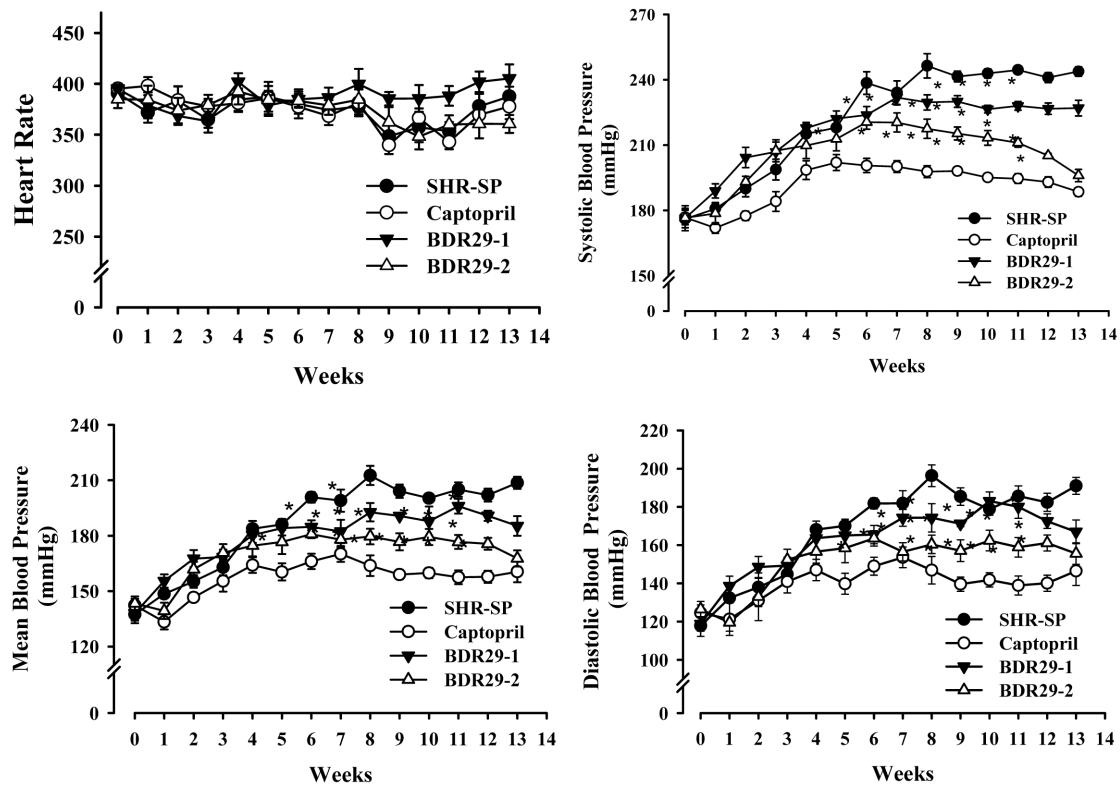 450
400
350
300
250
0
Heart Rate
SHR-SP
Captopril
BDR29-1
BDR29-2
0 1 2 3 4 5 6 7 8 9 10 11 12 13 14
Weeks
270
240
210
180
150
0
Systolic Blood Pressure
(mmHg)
* * * * * * * * * * * * * * * * * *
SHR-SP
Captopril
BDR29-1
BDR29-2
0 1 2 3 4 5 6 7 8 9 10 11 12 13 14
Weeks
240
210
180
150
120
0
Mean Blood Pressure
(mmHg)
SHR-SP
Captopril
BDR29-1
BDR29-2
0 1 2 3 4 5 6 7 8 9 10 11 12 13 14
Weeks
220
200
180
160
140
120
100
0
Diastolic Blood Pressure
(mmHg)
SHR-SP
Captopril
BDR29-1
BDR29-2
0 1 2 3 4 5 6 7 8 9 10 11 12 13 14
Weeks